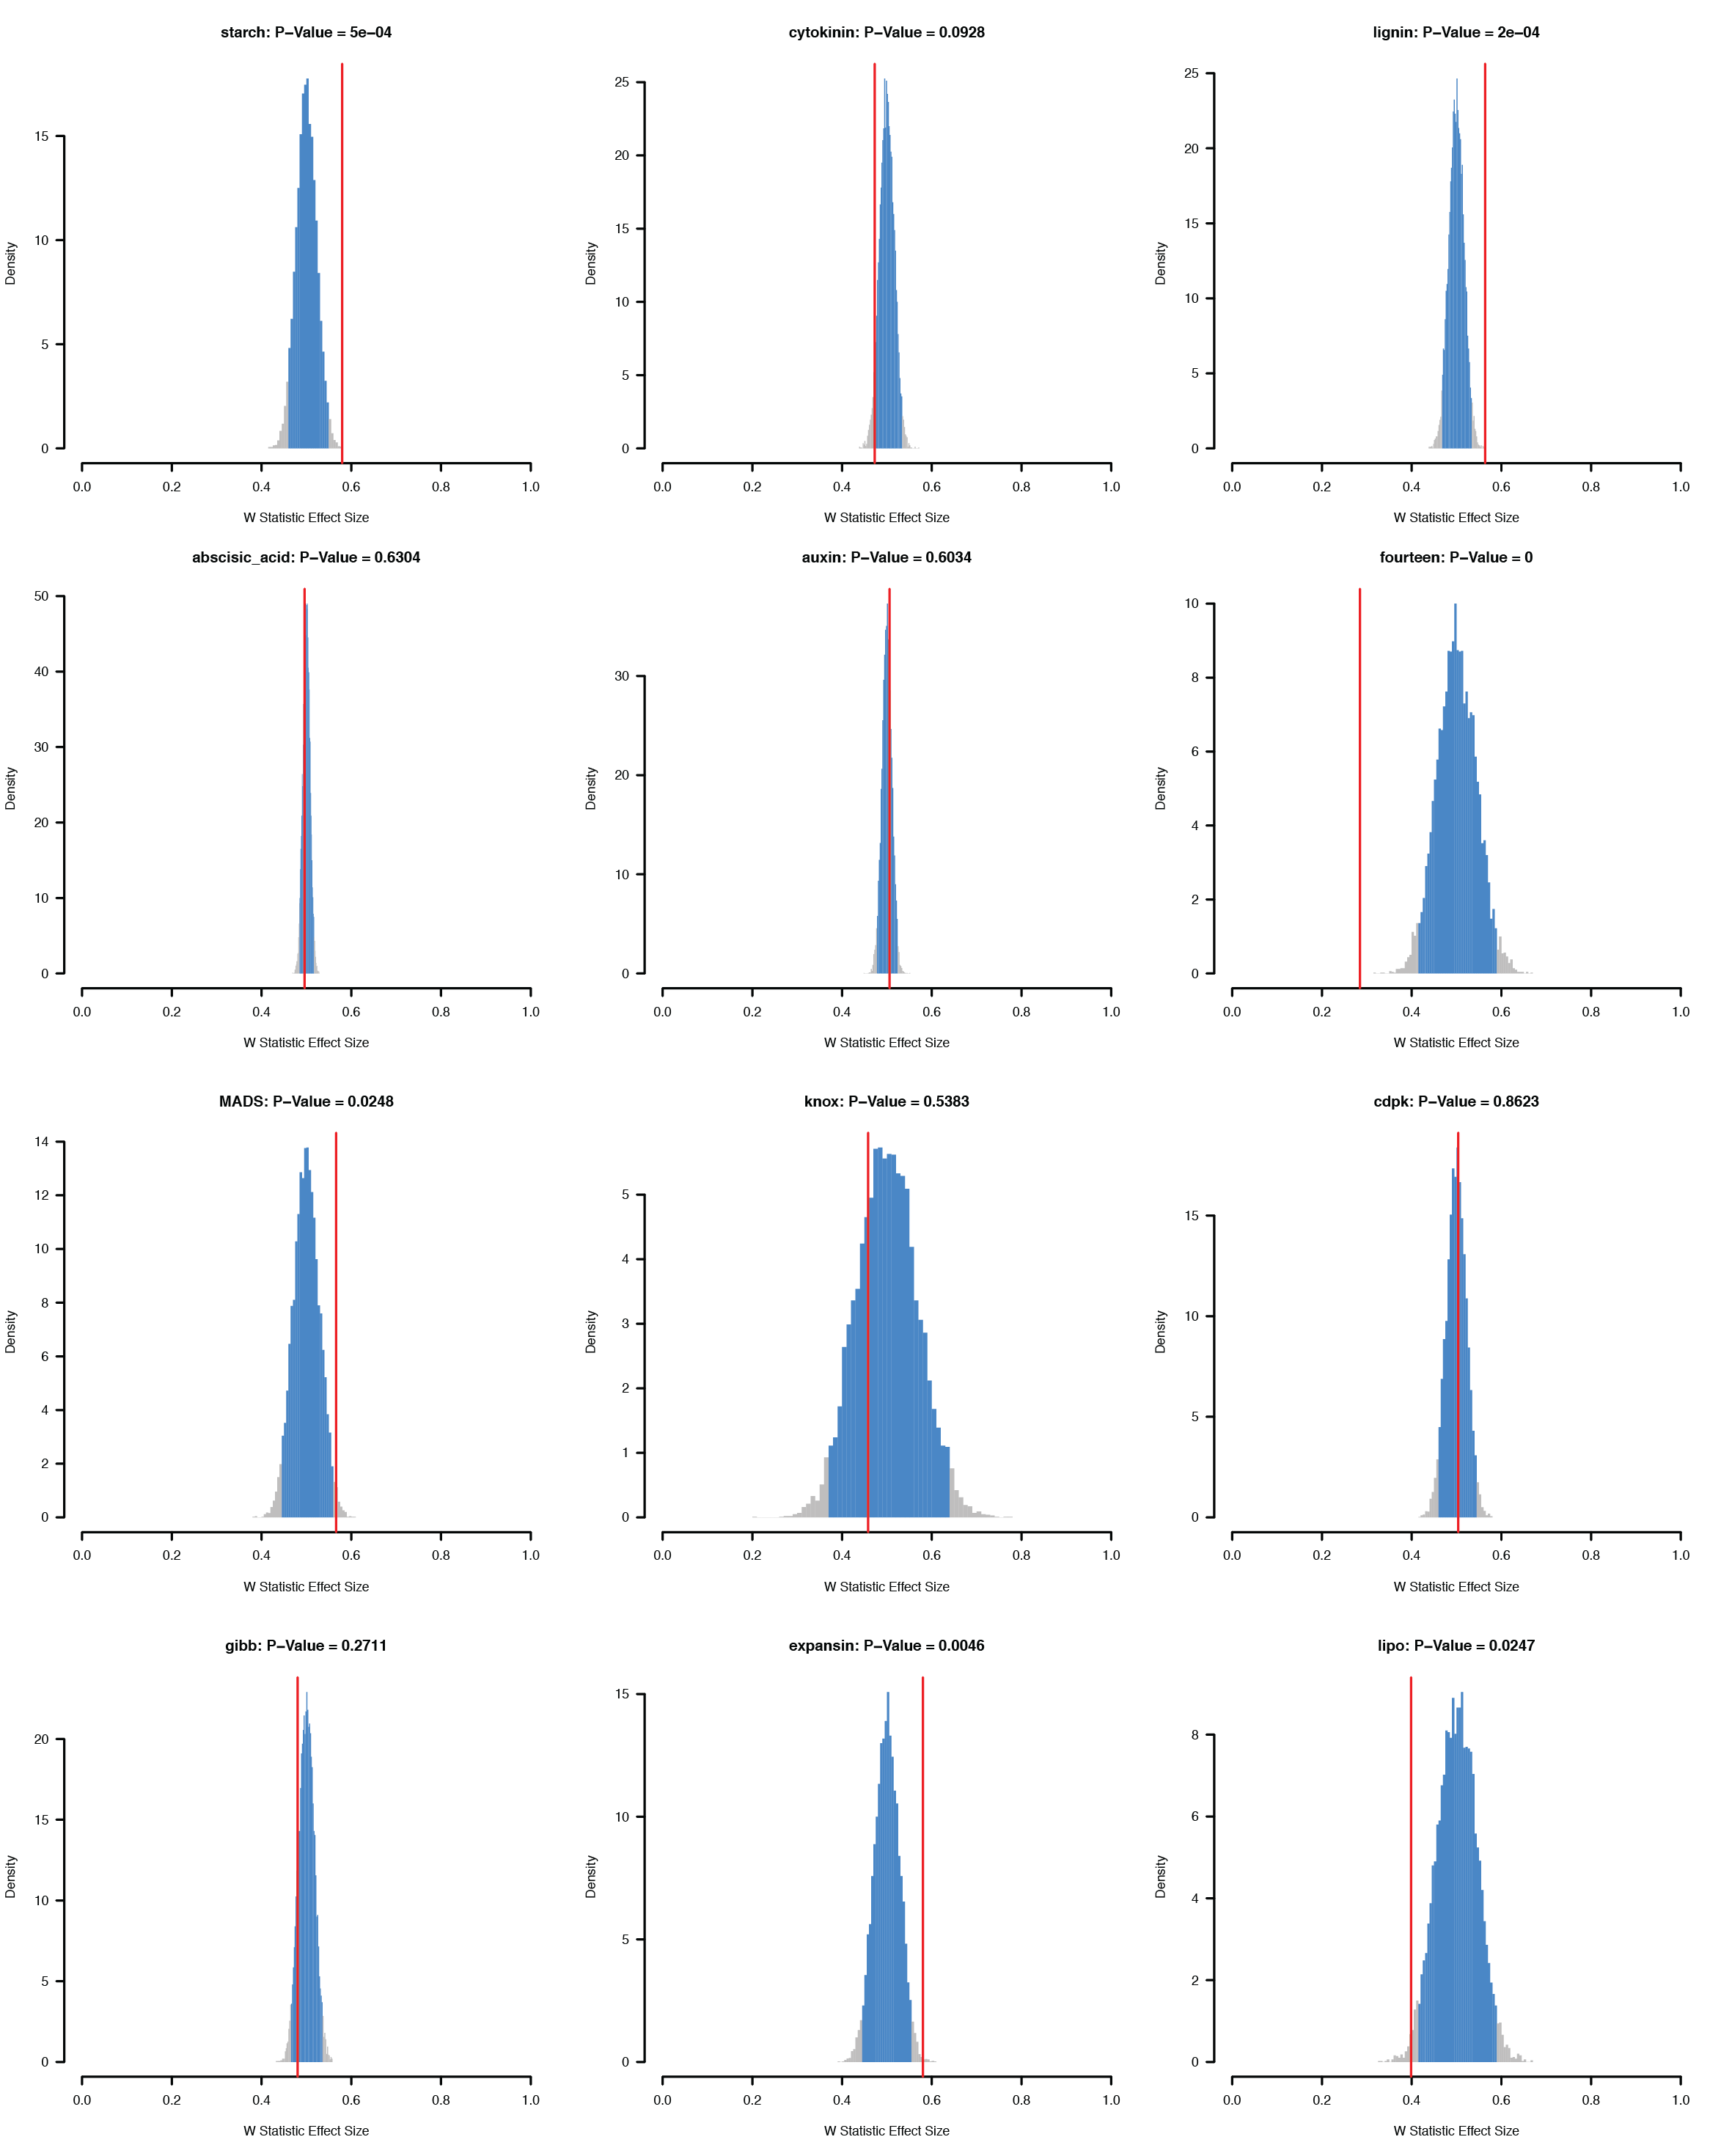 starch: P−Value = 5e−04
Density
0
5
10
15
0.0 0.2 0.4 0.6 0.8 1.0
W Statistic Effect Size
cytokinin: P−Value = 0.0928
Density
0
5
10
15
20
25
0.0 0.2 0.4 0.6 0.8 1.0
W Statistic Effect Size
lignin: P−Value = 2e−04
Density
0
5
10
15
20
25
0.0 0.2 0.4 0.6 0.8 1.0
W Statistic Effect Size
abscisic_acid: P−Value = 0.6304
Density
0
10
20
30
40
50
0.0 0.2 0.4 0.6 0.8 1.0
W Statistic Effect Size
auxin: P−Value = 0.6034
Density
0
10
20
30
0.0 0.2 0.4 0.6 0.8 1.0
W Statistic Effect Size
fourteen: P−Value = 0
Density
0
2
4
6
8
10
0.0 0.2 0.4 0.6 0.8 1.0
W Statistic Effect Size
MADS: P−Value = 0.0248
Density
0
2
4
6
8
10
12
14
0.0 0.2 0.4 0.6 0.8 1.0
W Statistic Effect Size
knox: P−Value = 0.5383
Density
0
1
2
3
4
5
0.0 0.2 0.4 0.6 0.8 1.0
W Statistic Effect Size
cdpk: P−Value = 0.8623
Density
0
5
10
15
0.0 0.2 0.4 0.6 0.8 1.0
W Statistic Effect Size
gibb: P−Value = 0.2711
Density
0
5
10
15
20
0.0 0.2 0.4 0.6 0.8 1.0
W Statistic Effect Size
expansin: P−Value = 0.0046
Density
0
5
10
15
0.0 0.2 0.4 0.6 0.8 1.0
W Statistic Effect Size
lipo: P−Value = 0.0247
Density
0
2
4
6
8
0.0 0.2 0.4 0.6 0.8 1.0
W Statistic Effect Size